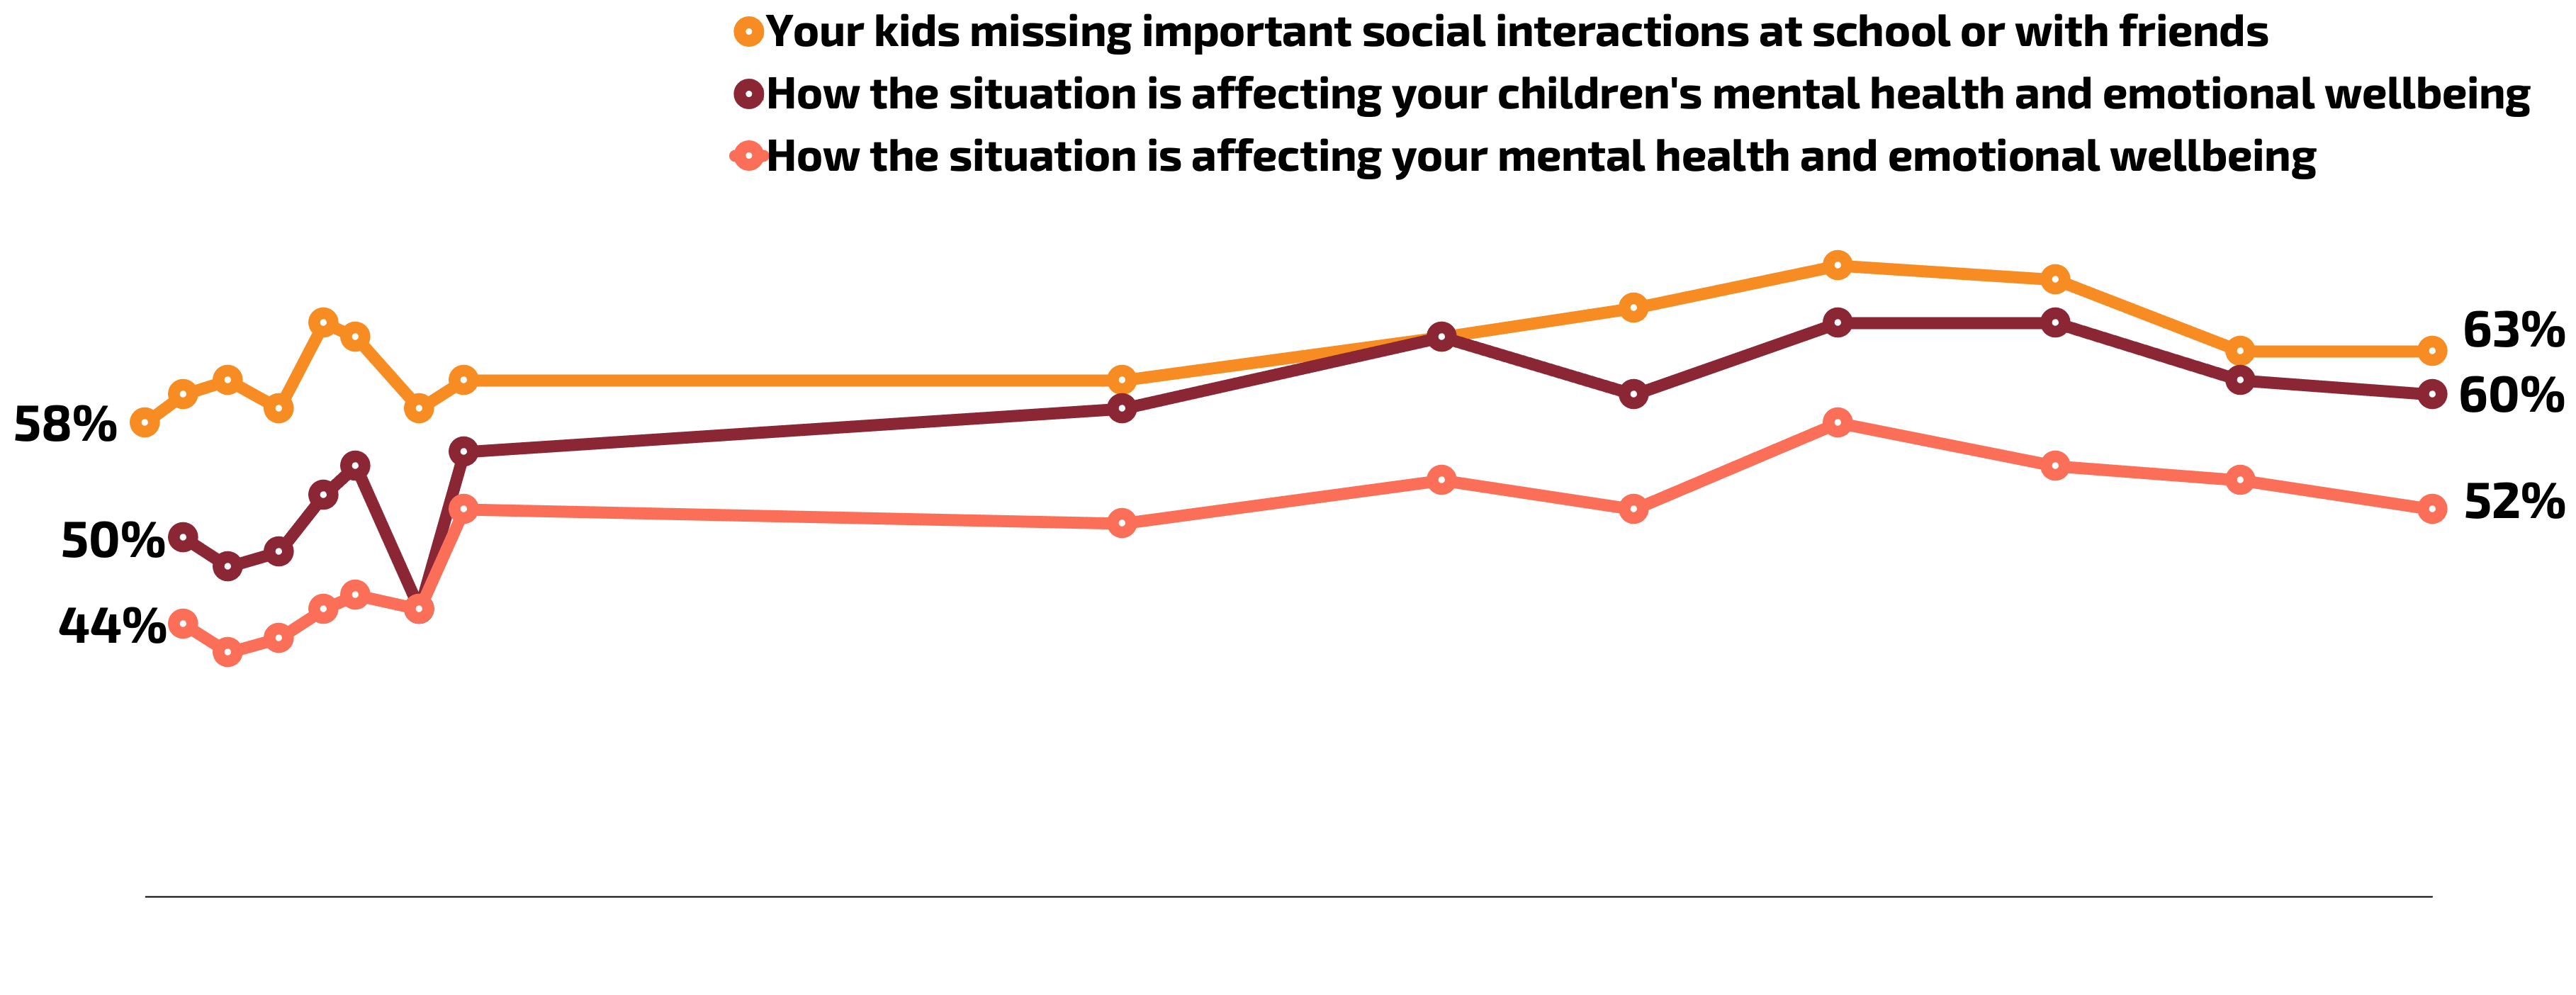 Your kids missing important social interactions at school or with friends
How the situation is affecting your children's mental health and emotional wellbeing
How the situation is affecting your mental health and emotional wellbeing
63%
60%
58%
52%
50%
44%